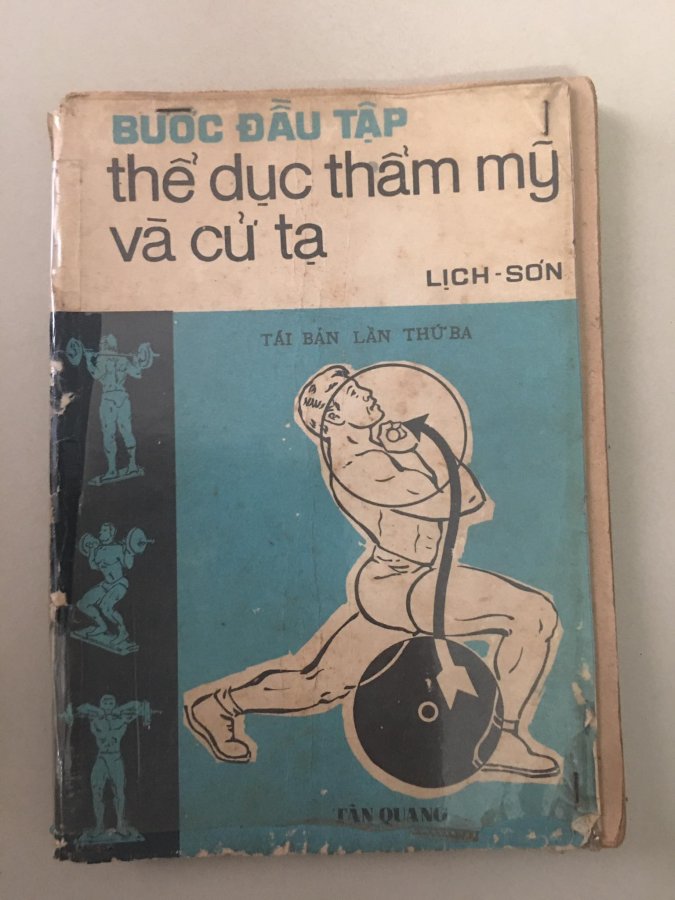 BƯỚC ĐẦU TẬP
thể dục thẩm mỹ
và cử tạ
LỊCH-SƠN
TÁI BẢN LẦN THỨ BA
TÂN QUANG